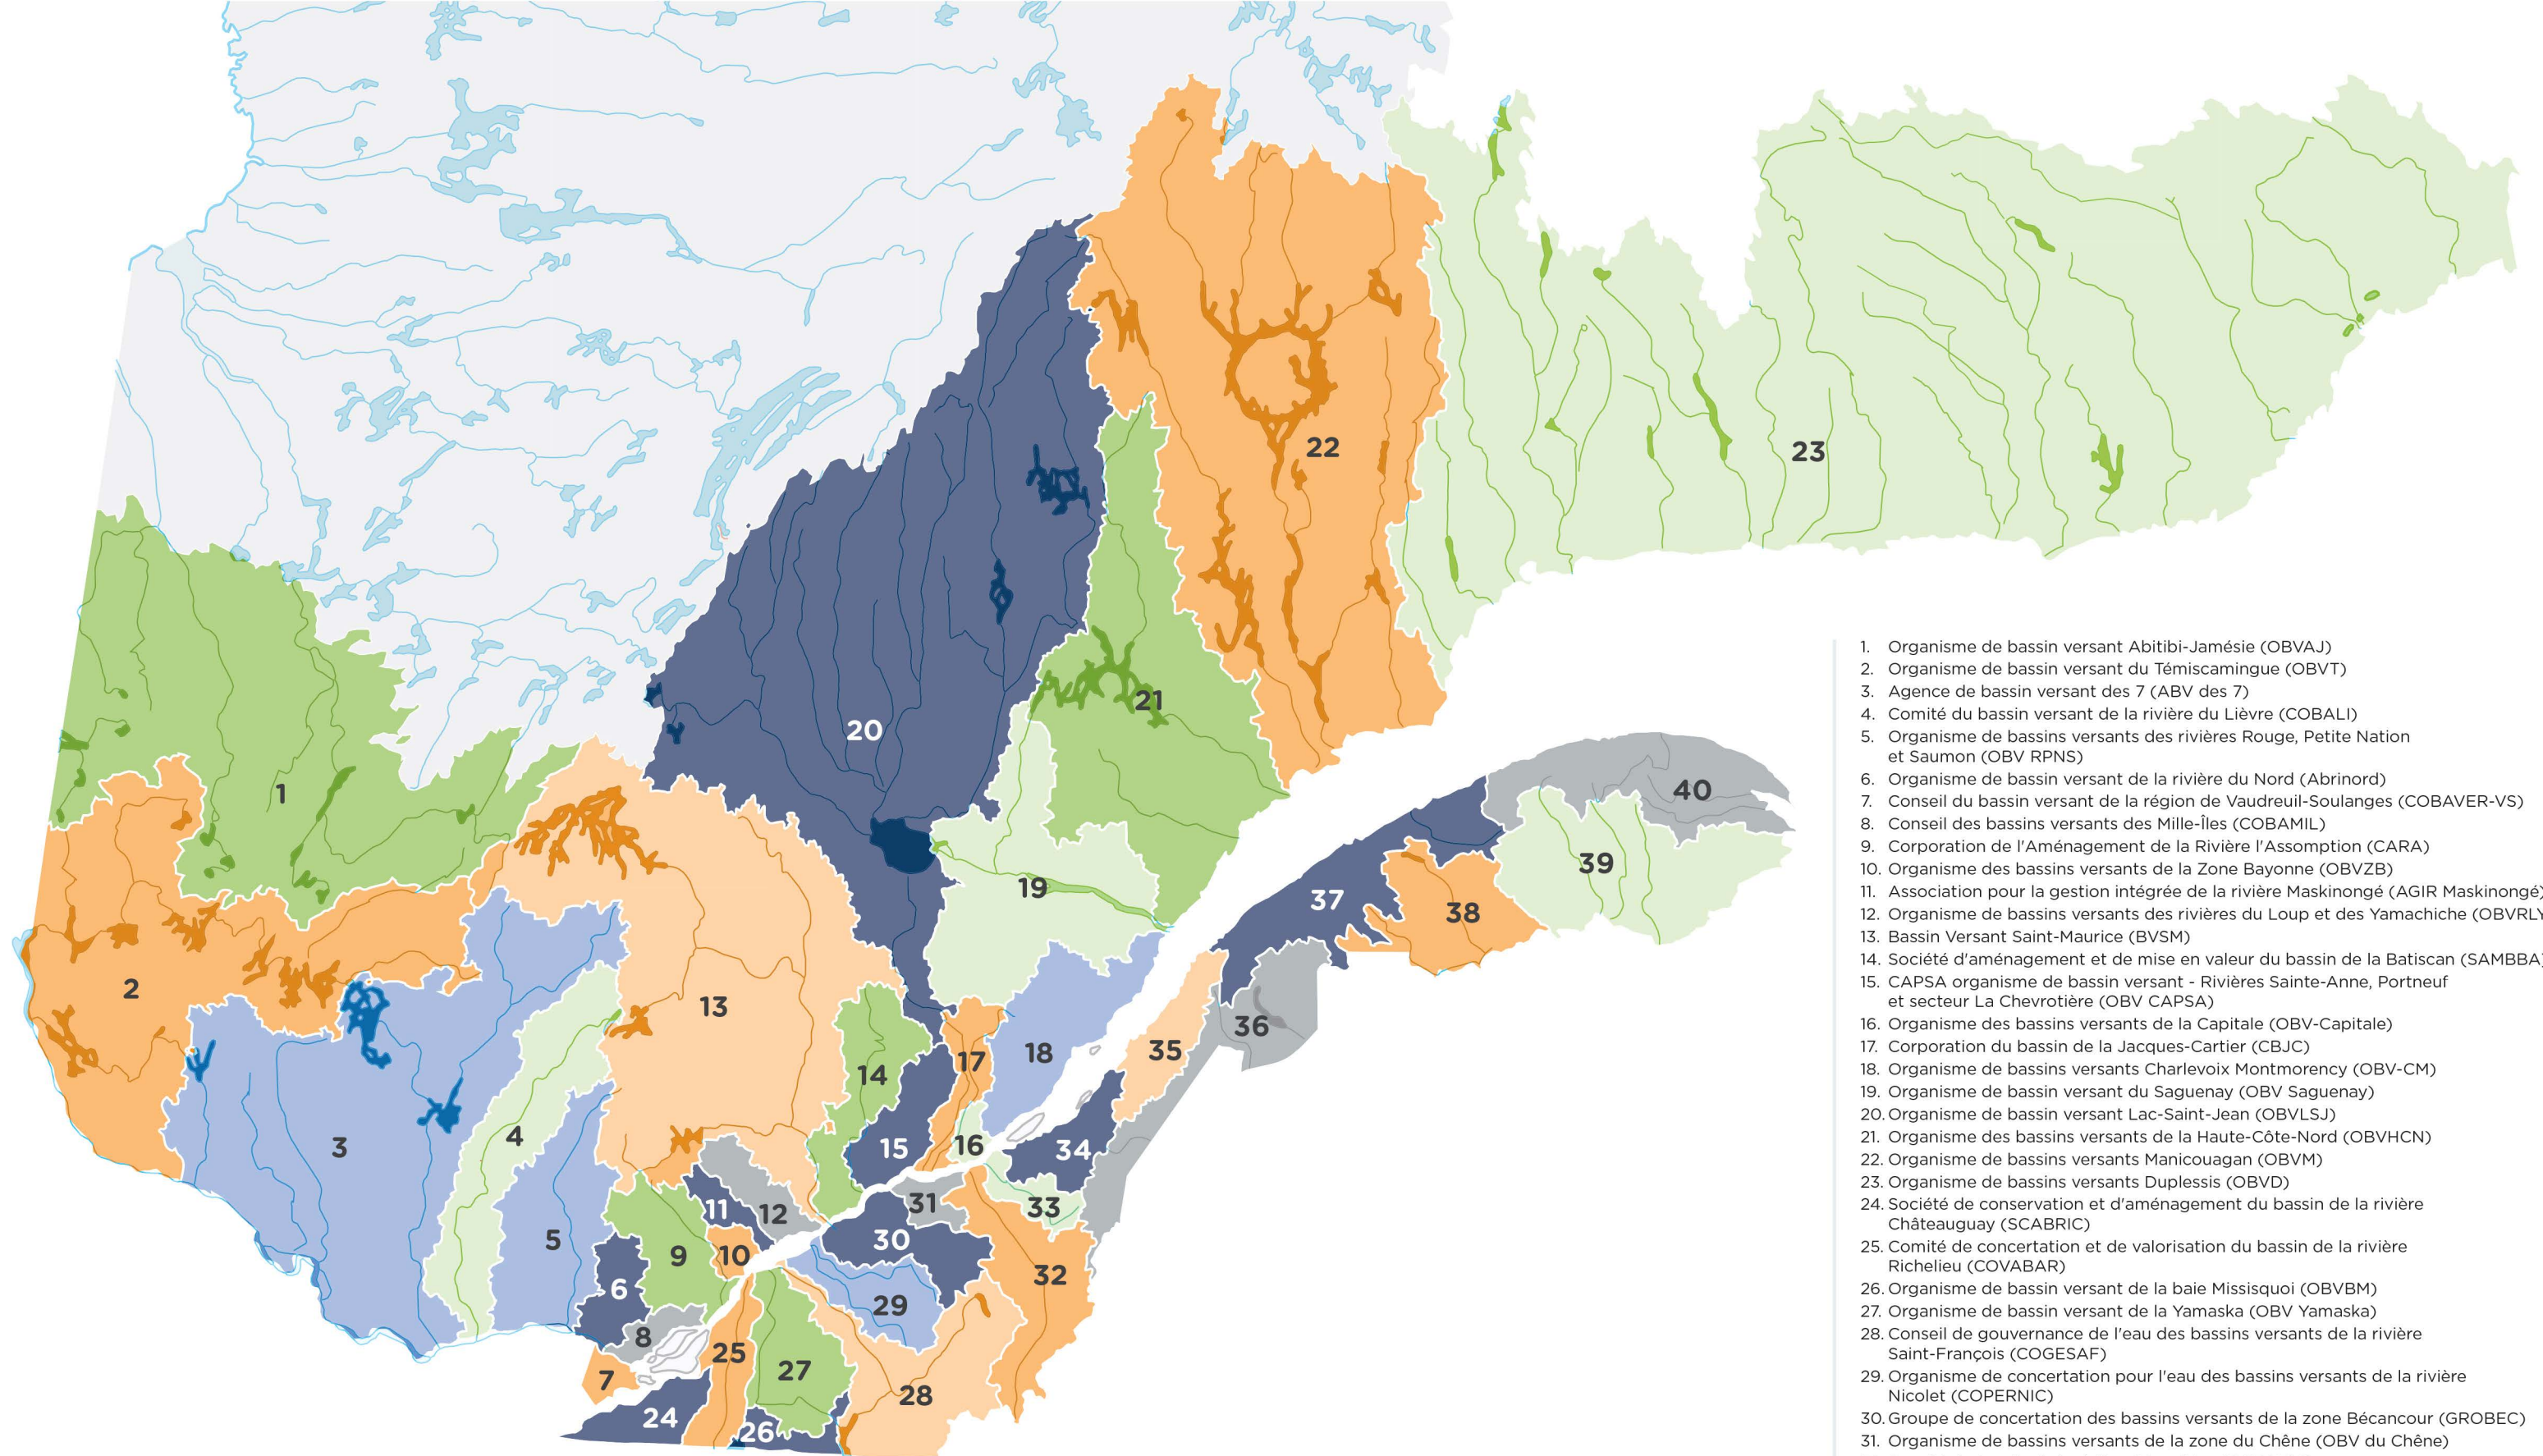 22
23
20
21
1
19
40
39
37
38
2
13
36
18
35
17
14
3
4
15
16
34
11
12
31
33
5
30
9
10
32
6
29
8
25
27
7
28
24
26
1. Organisme de bassin versant Abitibi-Jamésie (OBVAJ)
2. Organisme de bassin versant du Témiscamingue (OBVT)
3. Agence de bassin versant des 7 (ABV des 7)
4. Comité du bassin versant de la rivière du Lièvre (COBALI)
5. Organisme de bassins versants des rivières Rouge, Petite Nation
et Saumon (OBV RPNS)
6. Organisme de bassin versant de la rivière du Nord (Abrinord)
7. Conseil du bassin versant de la région de Vaudreuil-Soulanges (COBAVER-VS)
8. Conseil des bassins versants des Mille-Îles (COBAMIL)
9. Corporation de l'Aménagement de la Rivière l'Assomption (CARA)
10. Organisme des bassins versants de la Zone Bayonne (OBVZB)
11. Association pour la gestion intégrée de la rivière Maskinongé (AGIR Maskinongé)
12. Organisme de bassins versants des rivières du Loup et des Yamachiche (OBVRLY
13. Bassin Versant Saint-Maurice (BVSM)
14. Société d'aménagement et de mise en valeur du bassin de la Batiscan (SAMBBA)
15. CAPSA organisme de bassin versant - Rivières Sainte-Anne, Portneuf
et secteur La Chevrotière (OBV CAPSA)
16. Organisme des bassins versants de la Capitale (OBV-Capitale)
17. Corporation du bassin de la Jacques-Cartier (CBJC)
18. Organisme de bassins versants Charlevoix Montmorency (OBV-CM)
19. Organisme de bassin versant du Saguenay (OBV Saguenay)
20. Organisme de bassin versant Lac-Saint-Jean (OBVLSJ)
21. Organisme des bassins versants de la Haute-Côte-Nord (OBVHCN)
22. Organisme de bassins versants Manicouagan (OBVM)
23. Organisme de bassins versants Duplessis (OBVD)
24. Société de conservation et d'aménagement du bassin de la rivière
Châteauguay (SCABRIC)
25. Comité de concertation et de valorisation du bassin de la rivière
Richelieu (COVABAR)
26. Organisme de bassin versant de la baie Missisquoi (OBVBM)
27. Organisme de bassin versant de la Yamaska (OBV Yamaska)
28. Conseil de gouvernance de l'eau des bassins versants de la rivière
Saint-François (COGESAF)
29. Organisme de concertation pour l'eau des bassins versants de la rivière
Nicolet (COPERNIC)
30. Groupe de concertation des bassins versants de la zone Bécancour (GROBEC)
31. Organisme de bassins versants de la zone du Chêne (OBV du Chêne)